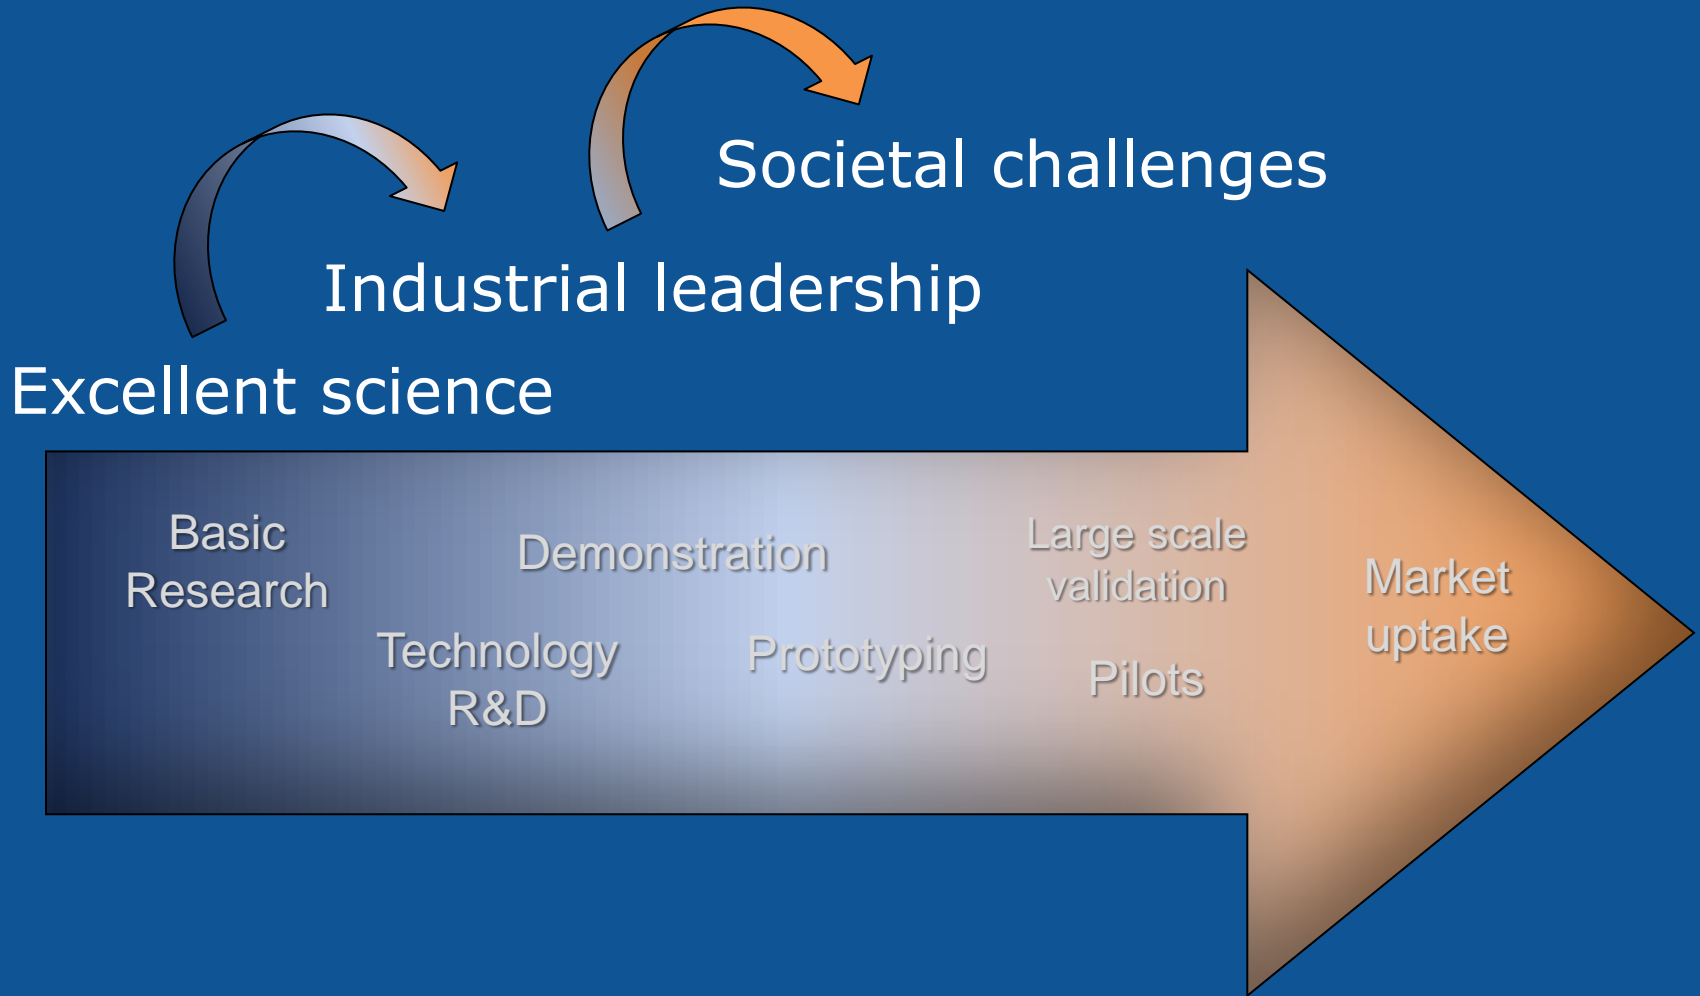 Societal challenges
Industrial leadership
Excellent science
Basic
Research
Technology
R&D
Demonstration
Prototyping
Large scale
validation
Pilots
Market
uptake